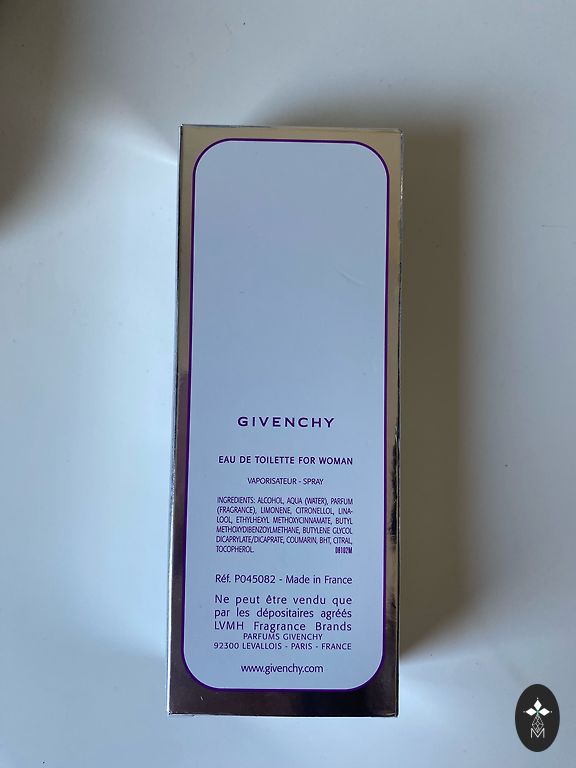 GIVENCHY
EAU DE TOILETTE FOR WOMAN
VAPORISATEUR - SPRAY
INGREDIENTS: ALCOHOL, AQUA (WATER), PARFUM
(FRAGRANCE), LIMONENE, CITRONELLOL, LINA-
LOOL, ETHYLHEXYL METHOXYCINNAMATE, BUTYL
METHOXYDIBENZOYLMETHANE, BUTYLENE GLYCOL
DICAPRYLATE/DICAPRATE, COUMARIN, BHT, CITRAL,
TOCOPHEROL. 08102M
Réf. P045082 - Made in France
Ne peut être vendu que
par les dépositaires agréés
LVMH Fragrance Brands
PARFUMS GIVENCHY
92300 LEVALLOIS - PARIS - FRANCE
www.givenchy.com
M